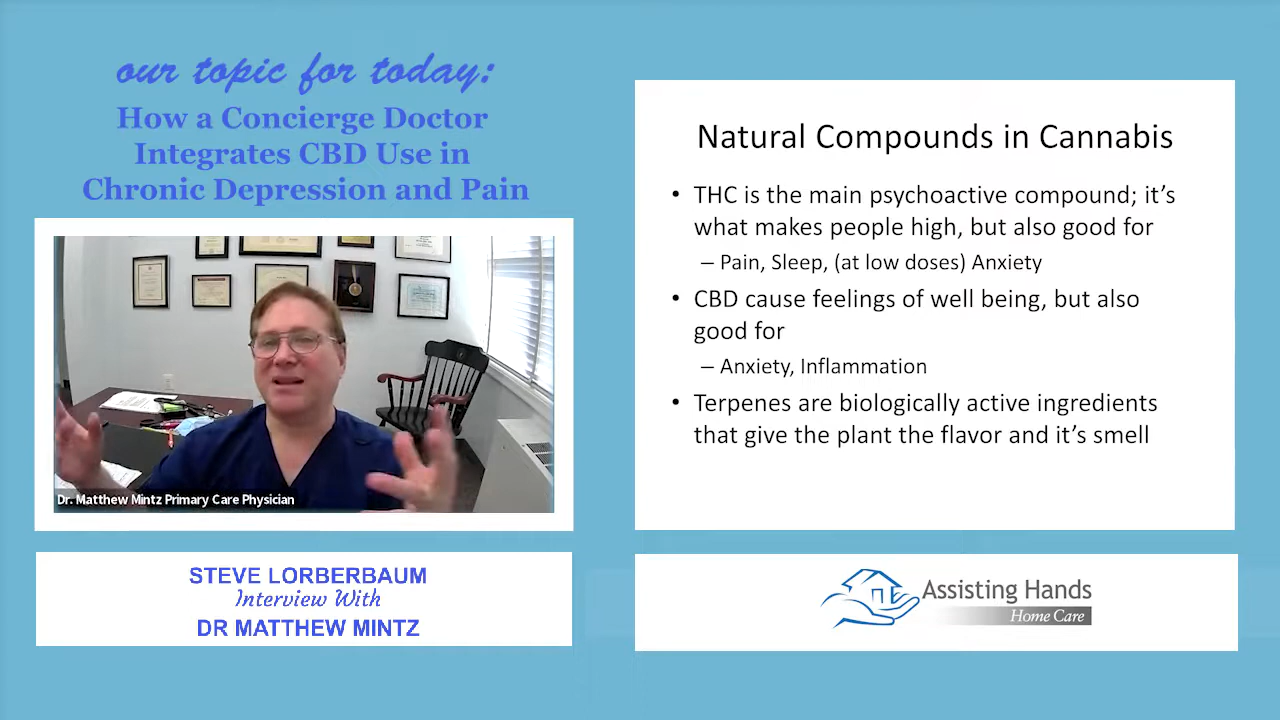 our topic for today:
How a Concierge Doctor
Integrates CBD Use in
Chronic Depression and Pain
Dr. Matthew Mintz Primary Care Physician
STEVE LORBERBAUM
Interview With
DR MATTHEW MINTZ
Natural Compounds in Cannabis
• THC is the main psychoactive compound; it’s
what makes people high, but also good for
– Pain, Sleep, (at low doses) Anxiety
• CBD cause feelings of well being, but also
good for
– Anxiety, Inflammation
• Terpenes are biologically active ingredients
that give the plant the flavor and it’s smell
Assisting Hands
Home Care